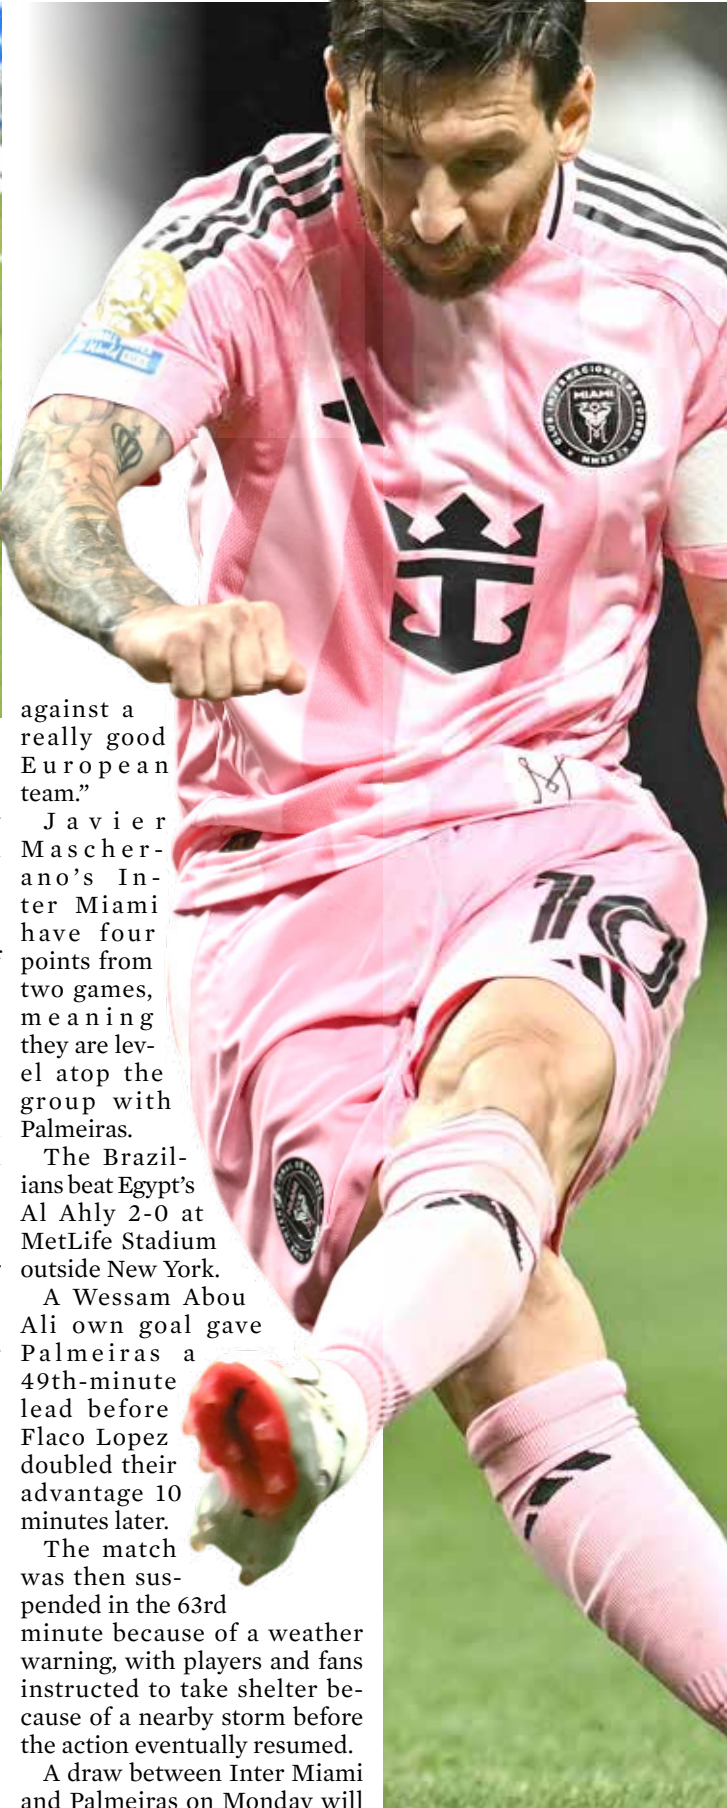 CLUB INTERNACIONAL DE FÚTBOL
MIAMI
MMXX
10
against a
really good
European
team.”
Javier
Mascher-
ano’s In-
ter Miami
have four
points from
two games,
meaning
they are lev-
el atop the
group with
Palmeiras.
The Brazil-
ians beat Egypt’s
Al Ahly 2-0 at
MetLife Stadium
outside New York.
A Wessam Abou
Ali own goal gave
Palmeiras a
49th-minute
lead before
Flaco Lopez
doubled their
advantage 10
minutes later.
The match
was then sus-
pended in the 63rd
minute because of a weather
warning, with players and fans
instructed to take shelter be-
cause of a nearby storm before
the action eventually resumed.
A draw between Inter Miami
and Palmeiras on Monday will